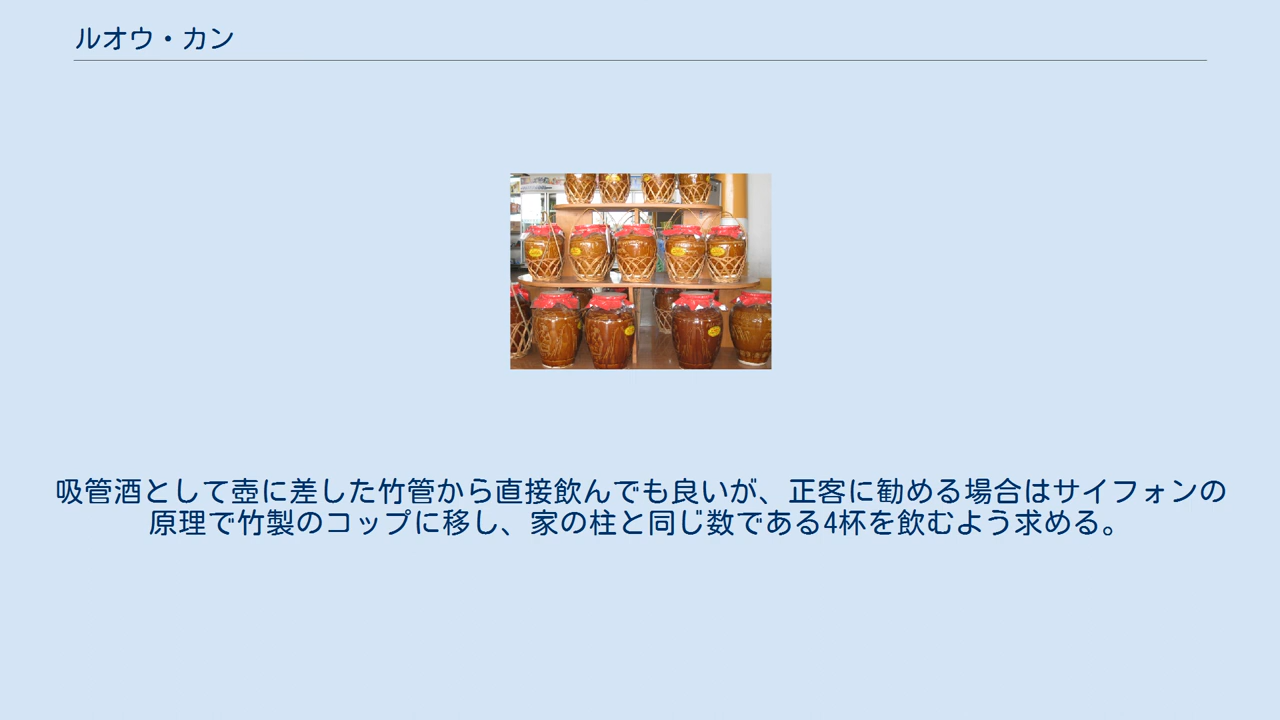 ルオウ・カン
吸管酒として壺に差した竹管から直接飲んでも良いが、正客に勧める場合はサイフォンの
原理で竹製のコップに移し、家の柱と同じ数である4杯を飲むよう求める。